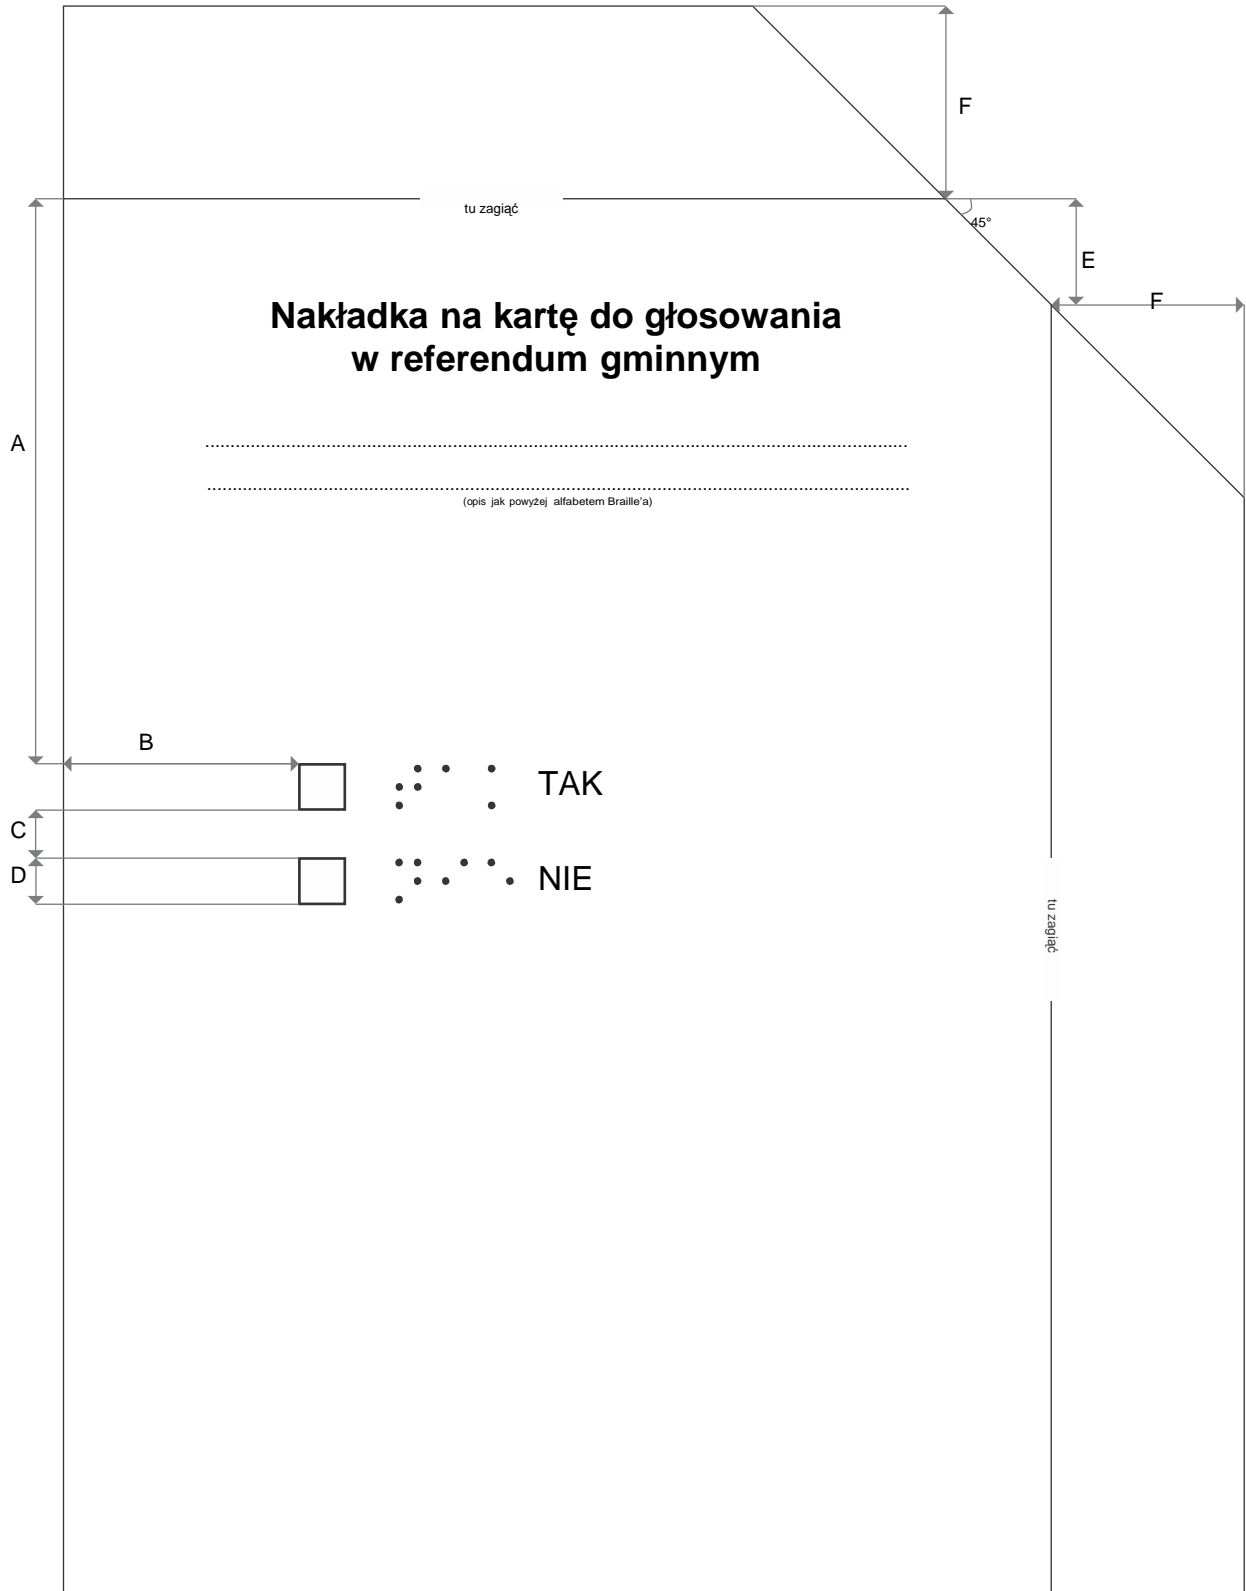 F
tu zagiąć
45°
E
F
Nakładka na kartę do głosowania
w referendum gminnym
A
(opis jak powyżej alfabetem Braille'a)
B
⠞⠁⠅ TAK
C
D
⠝⠊⠑ NIE
tu zagiąć